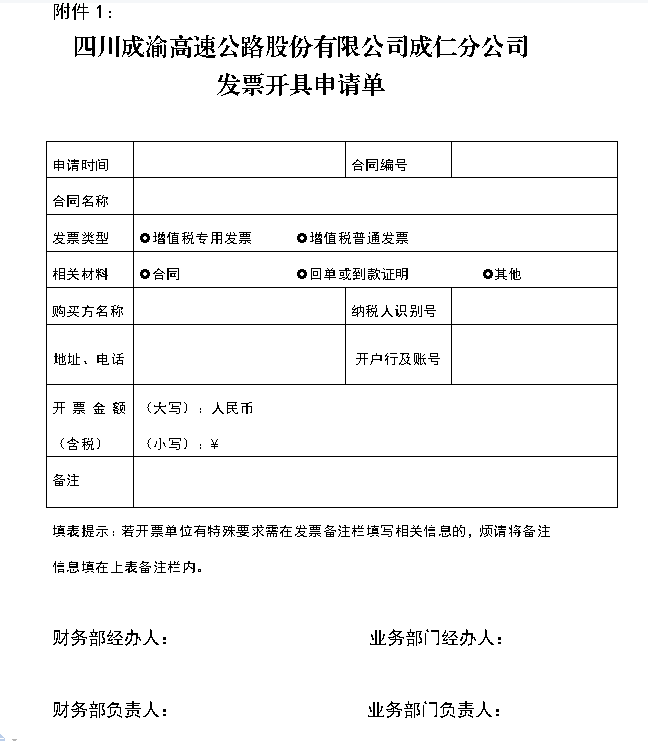 附件 1：
四川成渝高速公路股份有限公司成仁分公司
发票开具申请单
申请时间 合同编号
合同名称
发票类型 增值税专用发票 增值税普通发票
相关材料 合同 回单或到款证明 其他
购买方名称 纳税人识别号
地址、电话 开户行及账号
开票金额 （大写）：人民币
（含税） （小写）：¥
备注
填表提示：若开票单位有特殊要求需在发票备注栏填写相关信息的，烦请将备注
信息填在上表备注栏内。
财务部经办人： 业务部门经办人：
财务部负责人： 业务部门负责人：